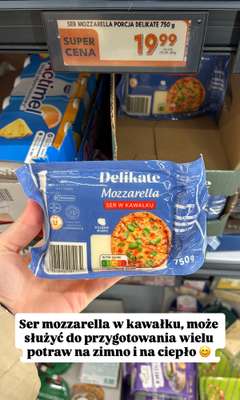 SER MOZZARELLA PORCJA DELIKATE 750 g
SUPER
CENA
19.99
actimel
Delikate
Mozzarella
SER W KAWAŁKU
750g
Ser mozzarella w kawałku, może
służyć do przygotowania wielu
potraw na zimno i na ciepło 😊